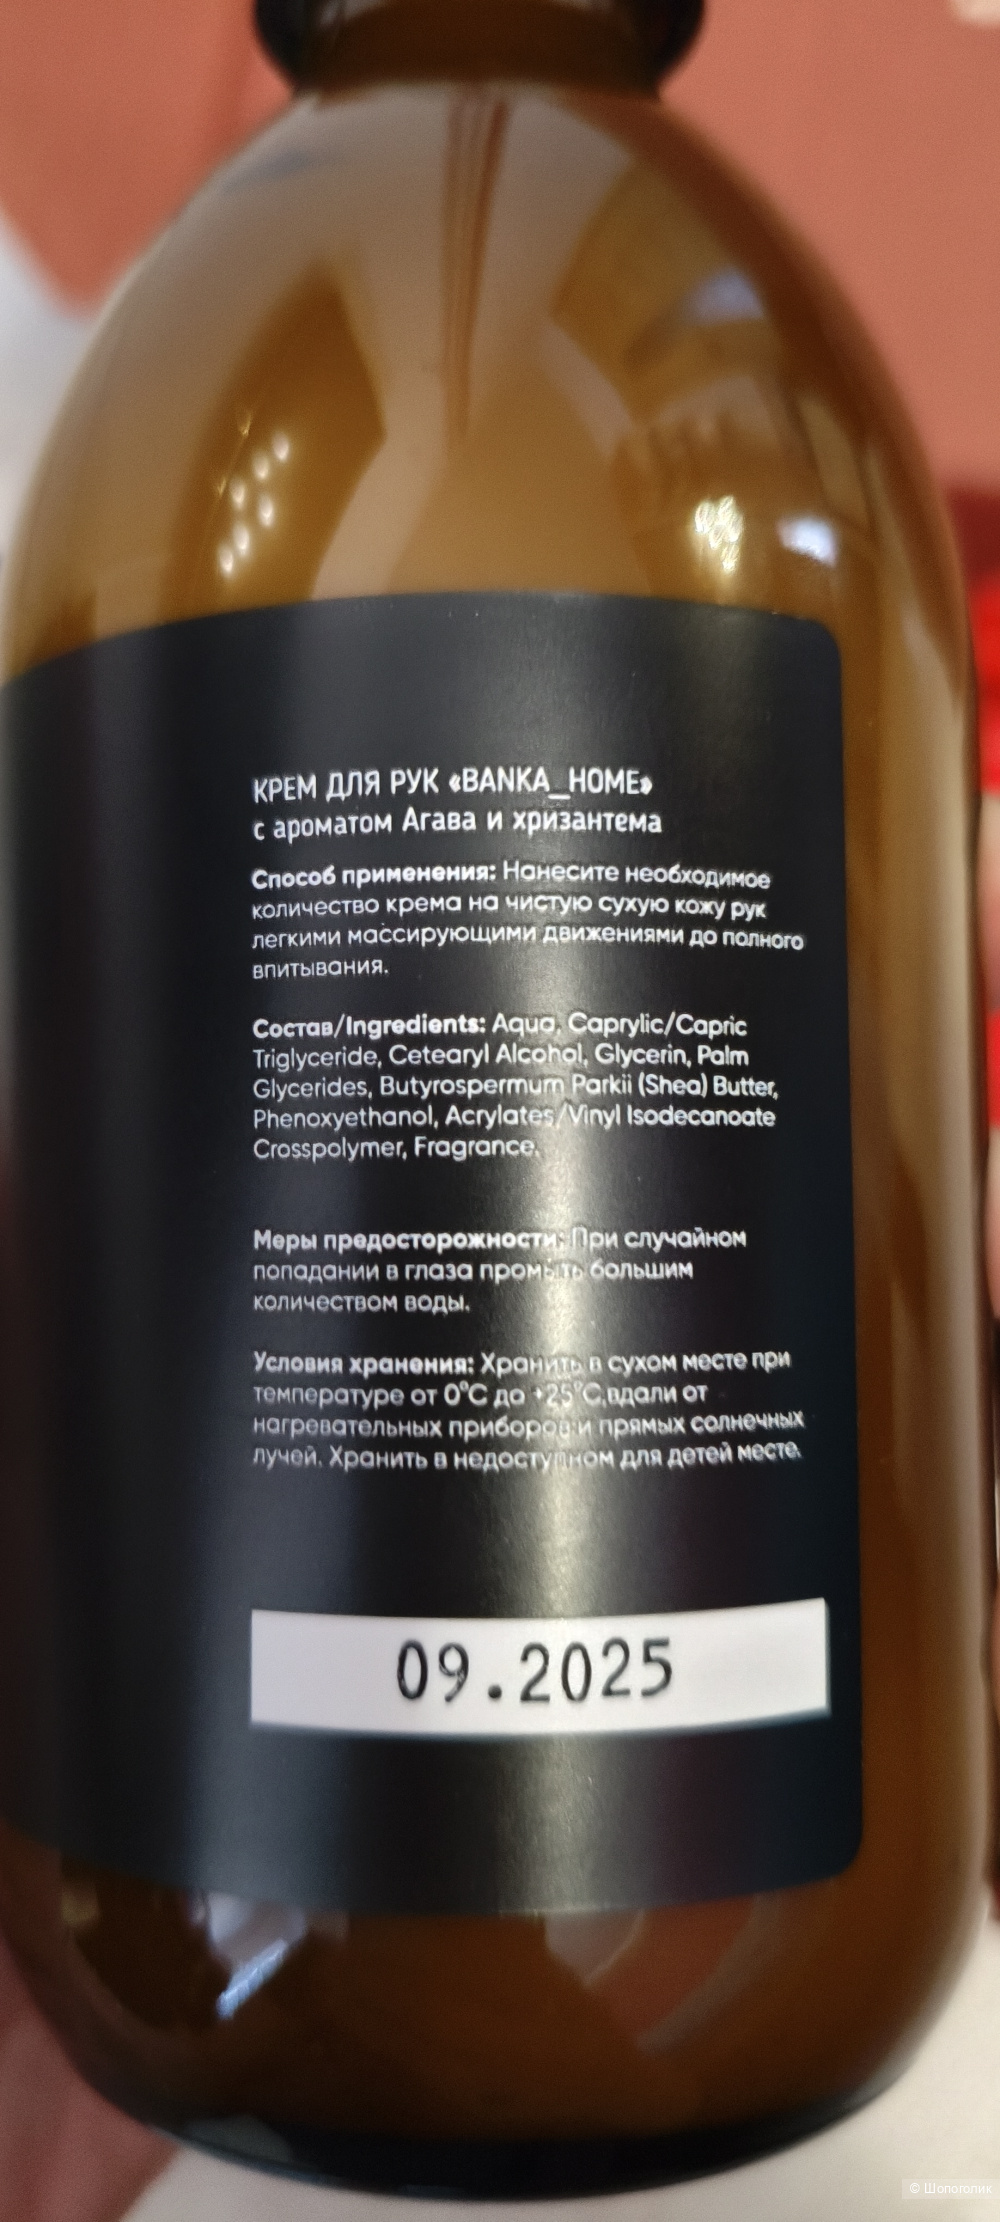 КРЕМ ДЛЯ РУК «BANKA_HOME»
с ароматом Агава и хризантема
Способ применения: Нанесите необходимое
количество крема на чистую сухую кожу рук
легкими массирующими движениями до полного
впитывания.
Состав/Ingredients: Aqua, Caprylic/Capric
Triglyceride, Cetearyl Alcohol, Glycerin, Palm
Glycerides, Butyrospermum Parkii (Shea) Butter,
Phenoxyethanol, Acrylates/Vinyl Isodecanoate
Crosspolymer, Fragrance.
Меры предосторожности: При случайном
попадании в глаза промыть большим
количеством воды.
Условия хранения: Хранить в сухом месте при
температуре от 0°С до +25°С,вдали от
нагревательных приборов и прямых солнечных
лучей. Хранить в недоступном для детей месте.
09.2025
© Шопоголик